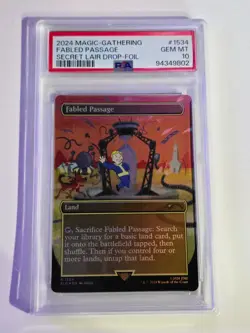 2024 MAGIC-GATHERING #1534
FABLED PASSAGE GEM MT
SECRET LAIR DROP-FOIL 10
PSA 94349802
Fabled Passage
Land
, Sacrifice Fabled Passage: Search
your library for a basic land card, put
it onto the battlefield tapped, then
shuffle. Then if you control four
or more lands, untap that land.